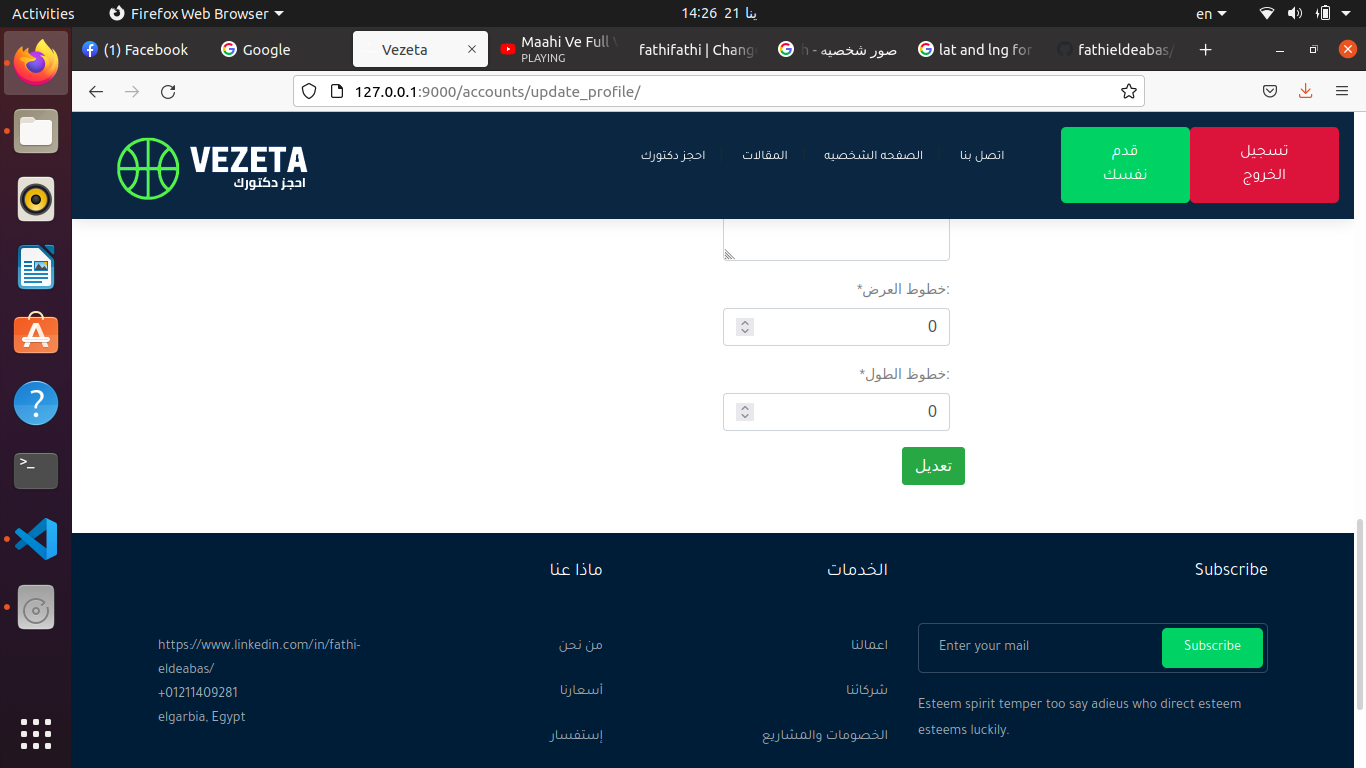 Activities
Firefox Web Browser
14:26 21 ينا
en
(1) Facebook
Google
Vezeta
Maahi Ve Full
PLAYING
fathifathi | Chang
صور شخصيه - h
lat and lng for
fathieldeabas/
127.0.0.1:9000/accounts/update_profile/
VEZETA
احجز دكتورك
احجز دكتورك
المقالات
الصفحه الشخصيه
اتصل بنا
قدم
نفسك
تسجيل
الخروج
خطوط العرض*:
0
خطوظ الطول*:
0
تعديل
ماذا عنا
الخدمات
Subscribe
https://www.linkedin.com/in/fathi-
eldeabas/
+01211409281
elgarbia, Egypt
من نحن
أسعارنا
إستفسار
اعمالنا
شركائنا
الخصومات والمشاريع
Enter your mail
Subscribe
Esteem spirit temper too say adieus who direct esteem
esteems luckily.